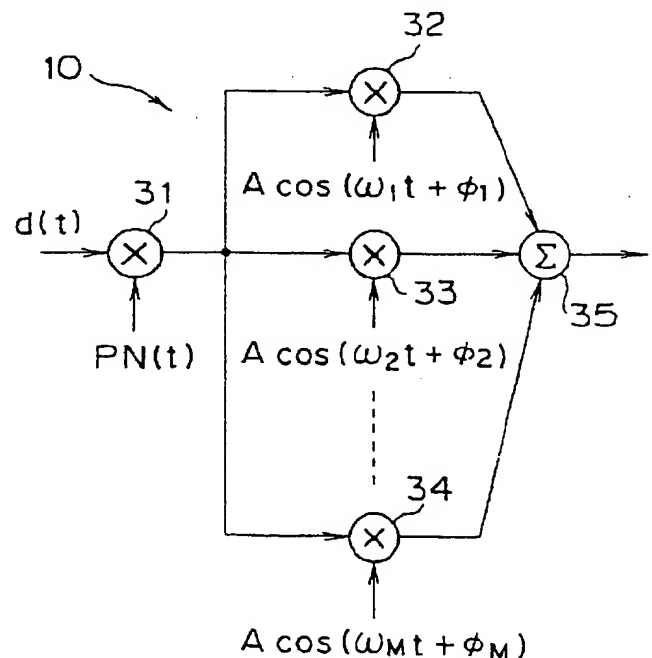 32
10
A cos (ω₁t + ϕ₁)
31
d(t)
33
Σ
35
PN(t)
A cos (ω₂t + ϕ₂)
34
A cos (ωMt + ϕM)